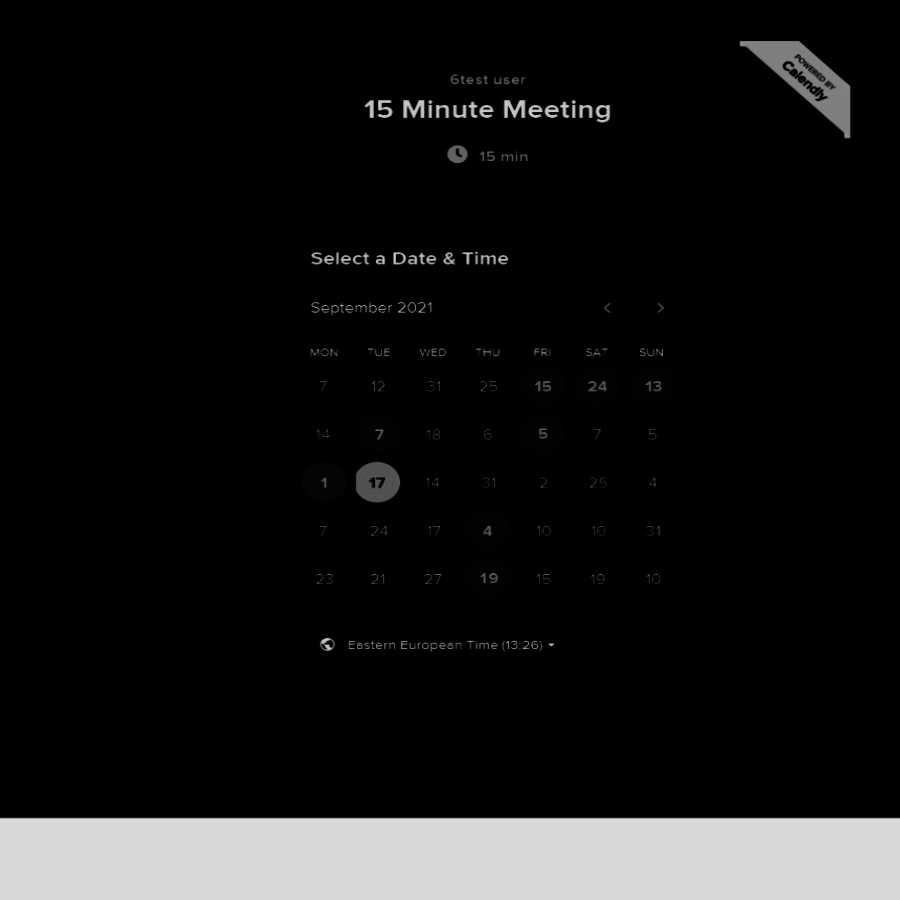 POWERED BY
Calendly
6test user
15 Minute Meeting
15 min
Select a Date & Time
September 2021
MON TUE WED THU FRI SAT SUN
7 12 31 25 15 24 13
14 7 18 6 5 7 5
1 17 14 31 2 25 4
7 24 17 4 10 10 31
23 21 27 19 15 19 10
Eastern European Time (13:26)